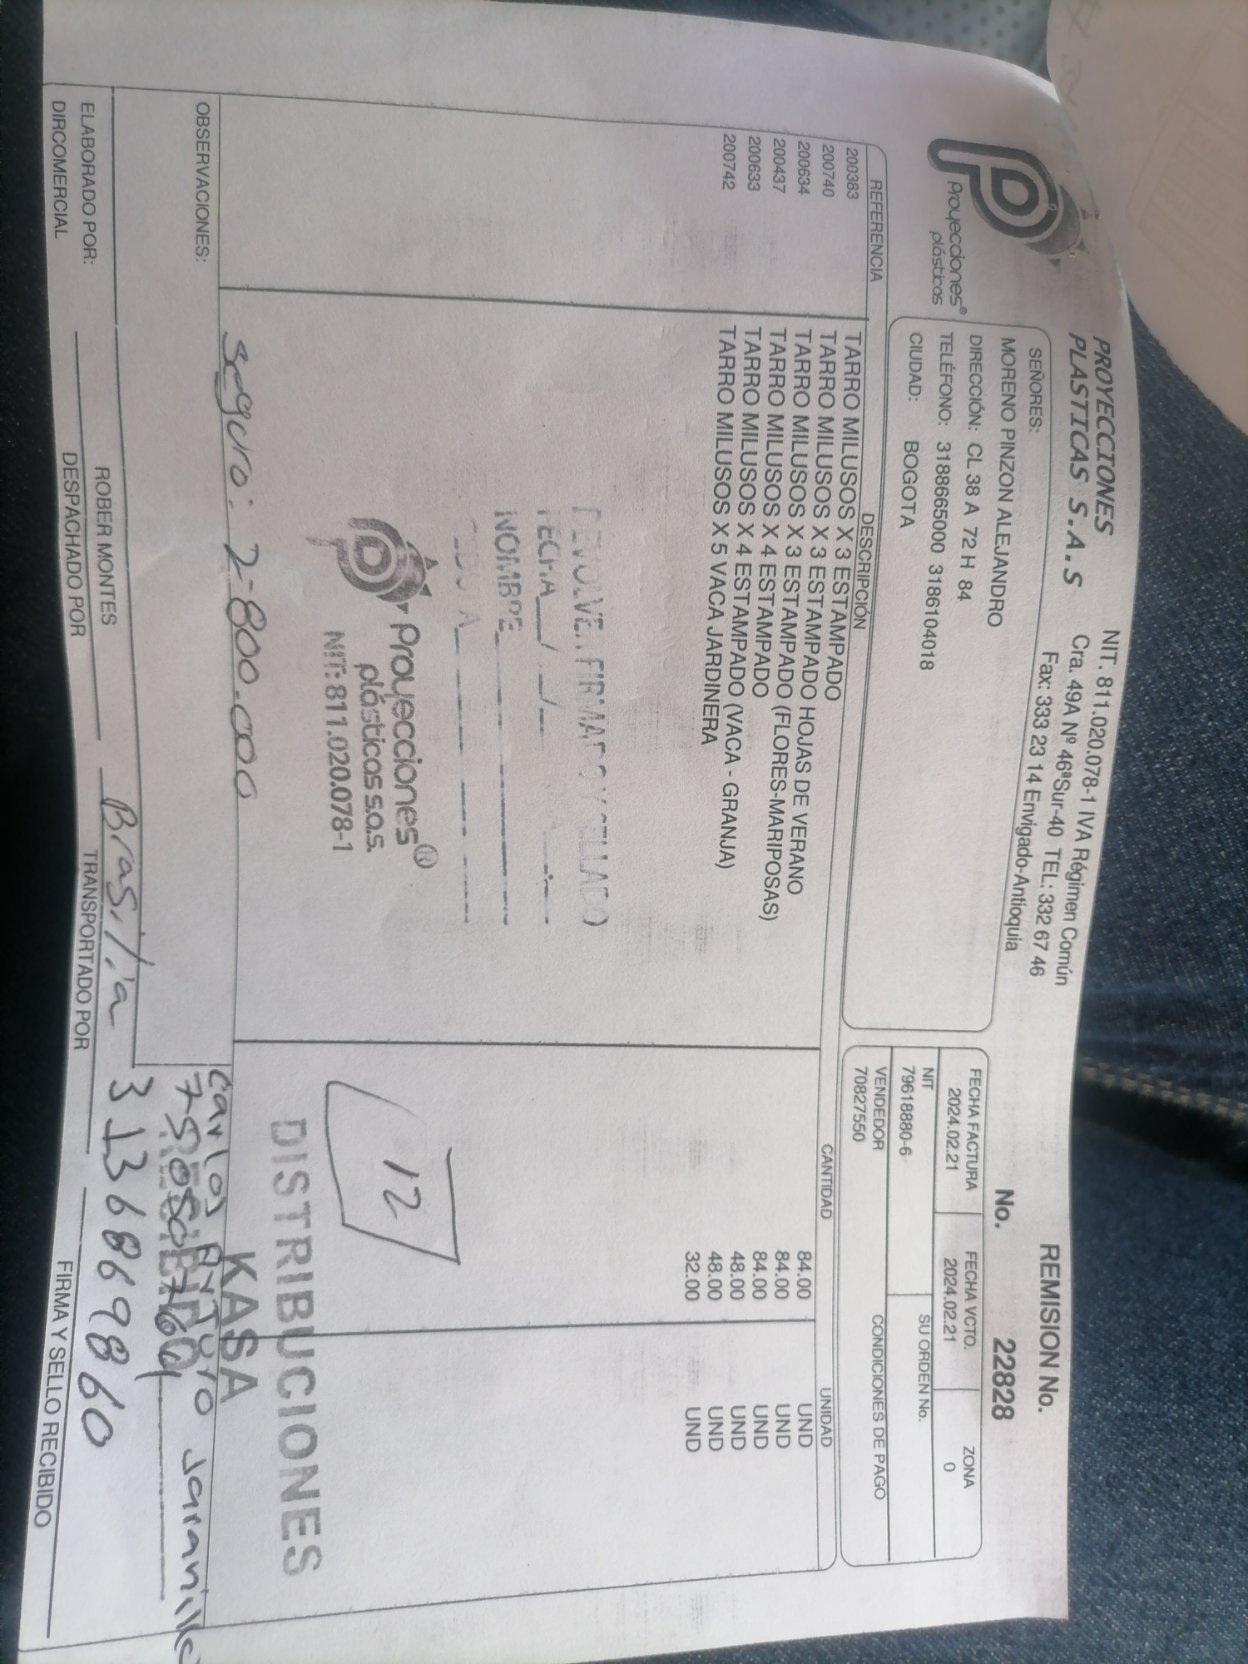 Proyecciones®
plásticos
PROYECCIONES
PLASTICAS S.A.S
NIT. 811.020.078-1 IVA Régimen Común
Cra. 49A Nº 46ªSur-40 TEL: 332 67 46
Fax: 333 23 14 Envigado-Antioquia
REMISION No.
No. 22828
SEÑORES:
MORENO PINZON ALEJANDRO
DIRECCIÓN: CL 38 A 72 H 84
TELÉFONO: 3188665000 3186104018
CIUDAD: BOGOTA
FECHA FACTURA FECHA VCTO. ZONA
2024.02.21 2024.02.21 0
NIT SU ORDEN No.
79618880-6
VENDEDOR CONDICIONES DE PAGO
70827550
REFERENCIA DESCRIPCIÓN CANTIDAD UNIDAD
200383 TARRO MILUSOS X 3 ESTAMPADO 84.00 UND
200740 TARRO MILUSOS X 3 ESTAMPADO HOJAS DE VERANO 84.00 UND
200634 TARRO MILUSOS X 3 ESTAMPADO (FLORES-MARIPOSAS) 84.00 UND
200437 TARRO MILUSOS X 4 ESTAMPADO 48.00 UND
200633 TARRO MILUSOS X 4 ESTAMPADO (VACA - GRANJA) 48.00 UND
200742 TARRO MILUSOS X 5 VACA JARDINERA 32.00 UND
FIRMADO Y SELLADO
FECHA__/__/__
NOMBRE
Proyecciones®
plásticos s.a.s.
NIT: 811.020.078-1
12
DISTRIBUCIONES
KASA
RECIBIDO
seguro: 2-800.000
OBSERVACIONES:
Carlos Arturo Jaramillo
Brasilia 3136869860
ELABORADO POR:
DIRCOMERCIAL
ROBER MONTES
DESPACHADO POR
TRANSPORTADO POR
FIRMA Y SELLO RECIBIDO